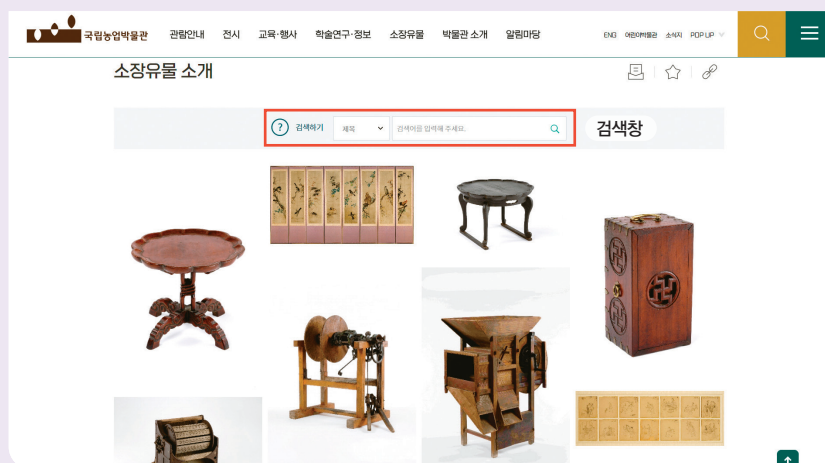 국립농업박물관 관람안내 전시 교육·행사 학술연구·정보 소장유물 박물관 소개 알림마당 ENG 어린이박물관 소식지 POP UP
소장유물 소개
? 검색하기 제목 검색어를 입력해 주세요. 검색창